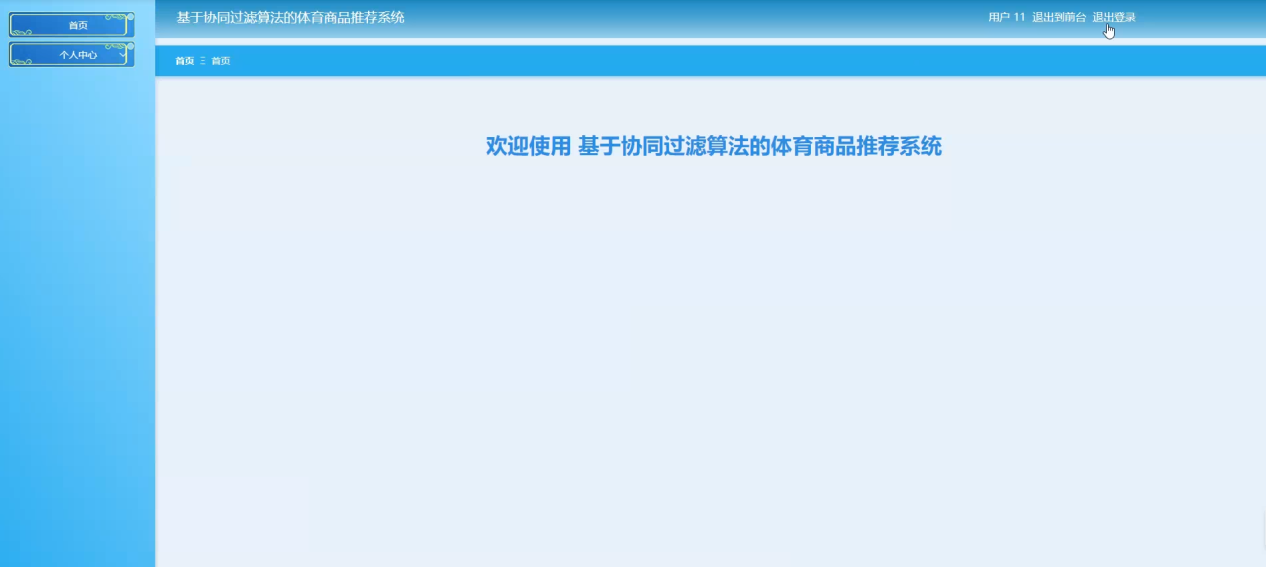 首页
个人中心
基于协同过滤算法的体育商品推荐系统
用户 11 退出到前台 退出登录
首页 Ξ 首页
欢迎使用 基于协同过滤算法的体育商品推荐系统